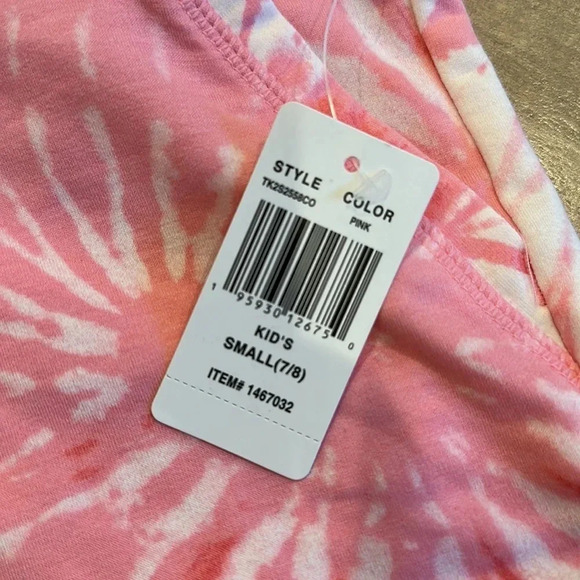 STYLE COLOR
TK2S2558CO PINK
1 95930 12675 0
KID'S
SMALL(7/8)
ITEM# 1467032